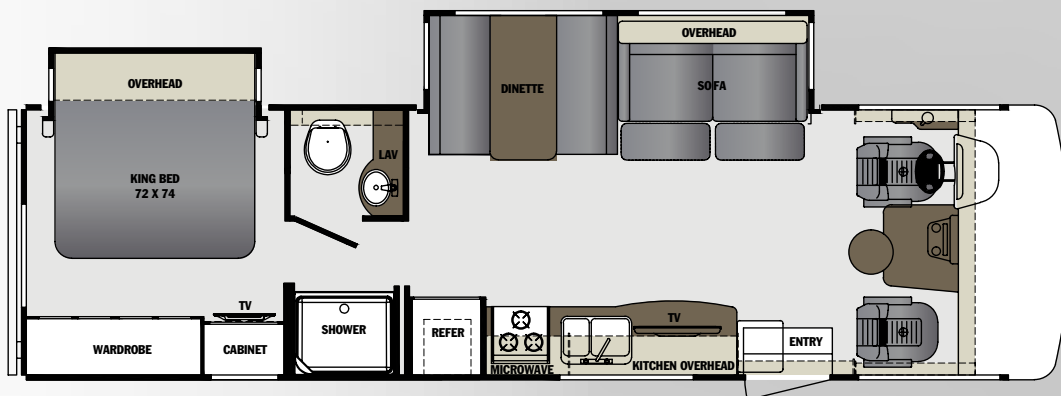 OVERHEAD
KING BED
72 X 74
TV
WARDROBE
CABINET
LAV
SHOWER
REFER
DINETTE
OVERHEAD
SOFA
MICROWAVE
TV
KITCHEN OVERHEAD
ENTRY